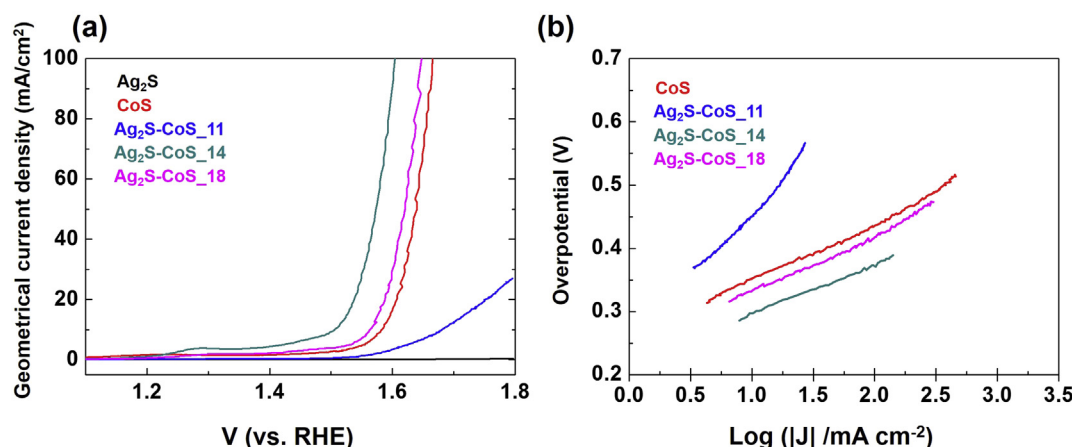 (a)
Geometrical current density (mA/cm²)
100
80
60
40
20
0
Ag₂S
CoS
Ag₂S-CoS_11
Ag₂S-CoS_14
Ag₂S-CoS_18
1.2
1.4
1.6
1.8
V (vs. RHE)
(b)
Overpotential (V)
0.7
0.6
0.5
0.4
0.3
0.2
CoS
Ag₂S-CoS_11
Ag₂S-CoS_14
Ag₂S-CoS_18
0.0
0.5
1.0
1.5
2.0
2.5
3.0
3.5
Log (|J| /mA cm⁻²)